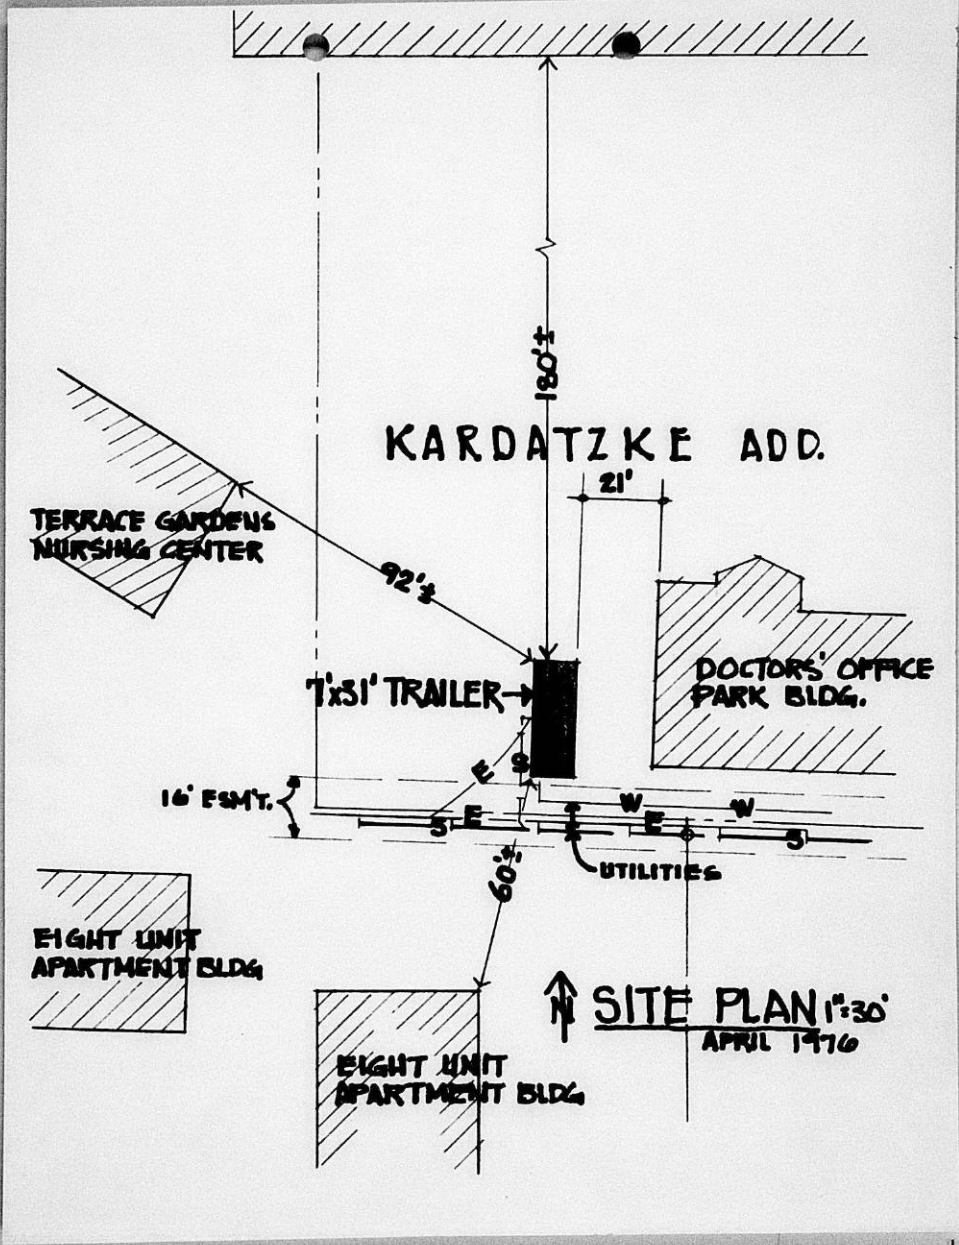 180'±
KARDATZKE ADD.
21'
TERRACE GARDENS
NURSING CENTER
92'±
7'x31' TRAILER
DOCTORS' OFFICE
PARK BLDG.
E
S
16' ESM'T.
W W
S E E S
60'±
UTILITIES
EIGHT UNIT
APARTMENT BLDG
N
SITE PLAN 1"=30'
APRIL 1976
EIGHT UNIT
APARTMENT BLDG